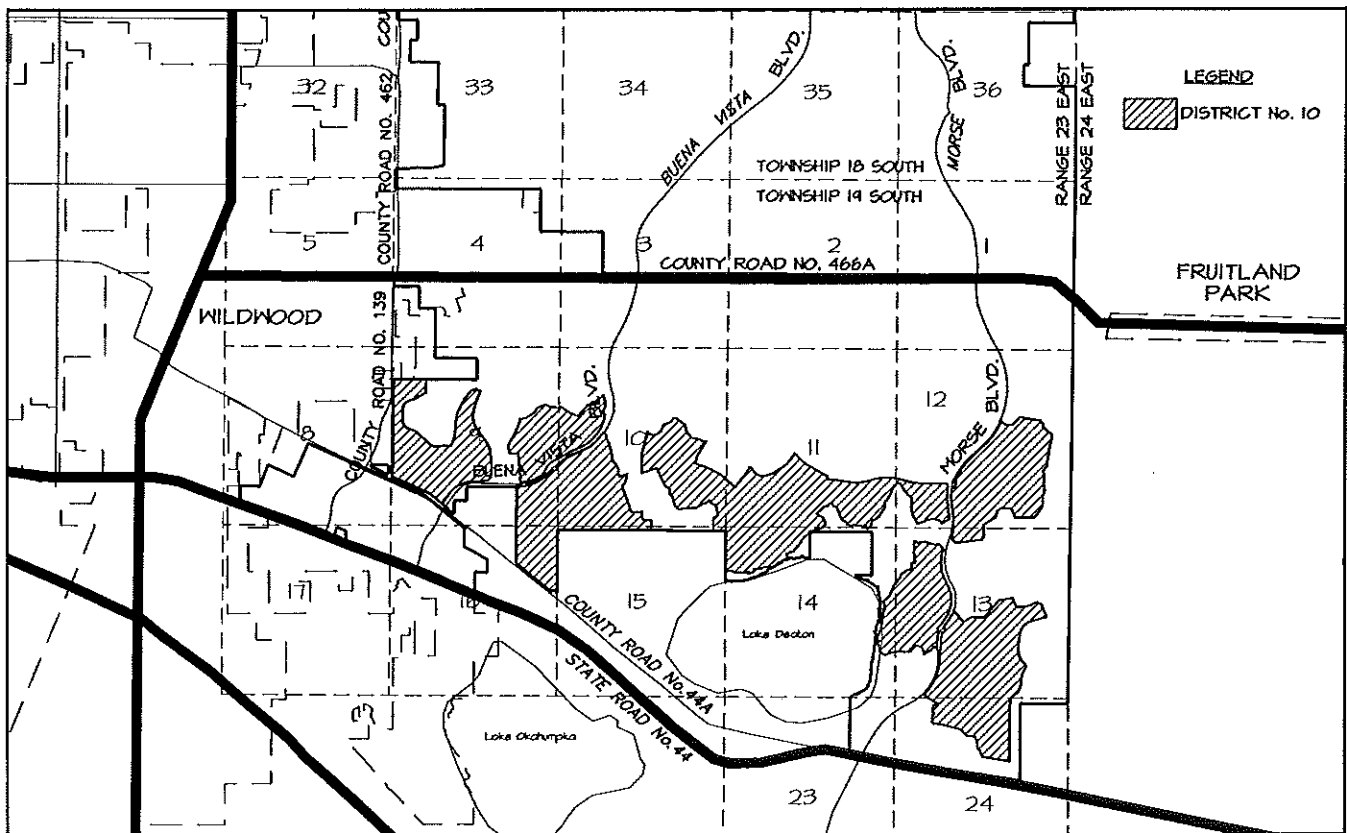 COU
32
COUNTY ROAD NO. 462
33
34
BUENA VISTA BLVD.
35
MORSE BLVD.
36
RANGE 23 EAST
RANGE 24 EAST
LEGEND
DISTRICT No. 10
TOWNSHIP 18 SOUTH
TOWNSHIP 19 SOUTH
5
4
3
2
1
COUNTY ROAD NO. 466A
FRUITLAND
PARK
WILDWOOD
COUNTY ROAD NO. 139
8
9
BUENA VISTA BLVD.
10
11
12
MORSE BLVD.
17
16
15
14
13
Lake Deaton
COUNTY ROAD No. 44A
STATE ROAD No. 44
Lake Okahumpka
23
24